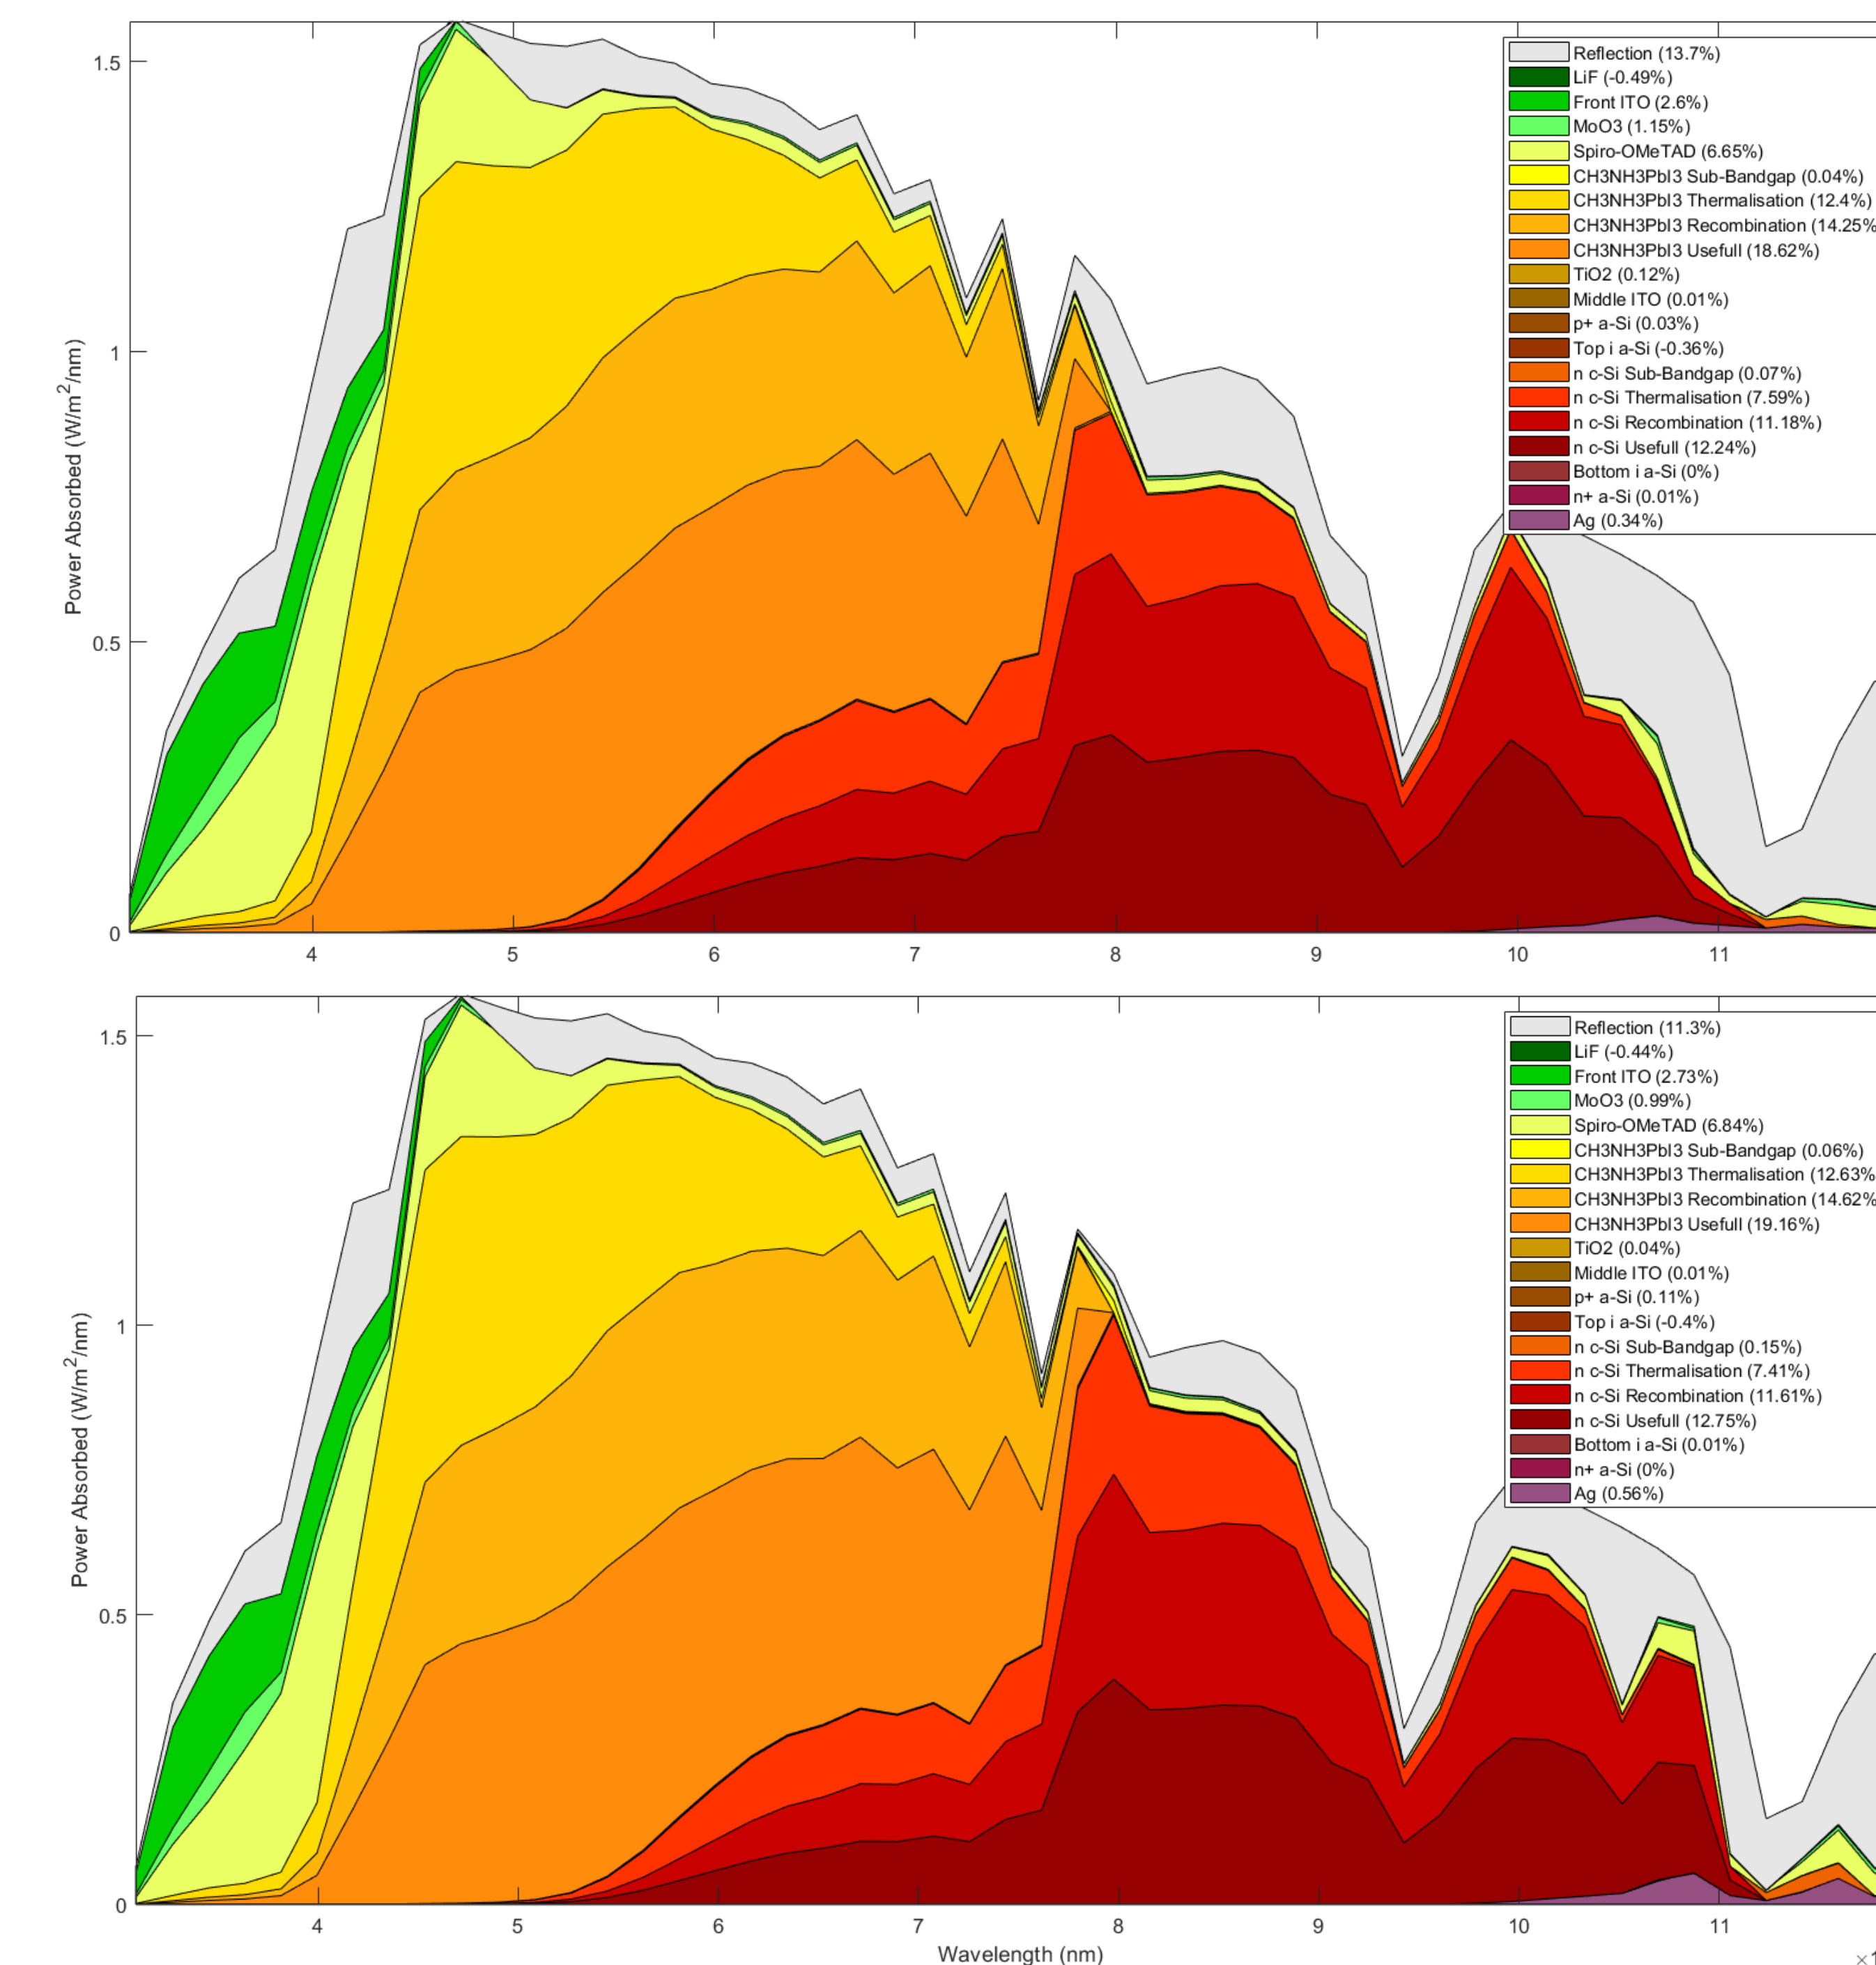 1.5
1
0.5
0
Power Absorbed (W/m²/nm)
4 5 6 7 8 9 10 11
Reflection (13.7%)
LiF (-0.49%)
Front ITO (2.6%)
MoO3 (1.15%)
Spiro-OMeTAD (6.65%)
CH3NH3PbI3 Sub-Bandgap (0.04%)
CH3NH3PbI3 Thermalisation (12.4%)
CH3NH3PbI3 Recombination (14.25%
CH3NH3PbI3 Usefull (18.62%)
TiO2 (0.12%)
Middle ITO (0.01%)
p+ a-Si (0.03%)
Top i a-Si (-0.36%)
n c-Si Sub-Bandgap (0.07%)
n c-Si Thermalisation (7.59%)
n c-Si Recombination (11.18%)
n c-Si Usefull (12.24%)
Bottom i a-Si (0%)
n+ a-Si (0.01%)
Ag (0.34%)
1.5
1
0.5
0
Power Absorbed (W/m²/nm)
4 5 6 7 8 9 10 11
Wavelength (nm)
×1
Reflection (11.3%)
LiF (-0.44%)
Front ITO (2.73%)
MoO3 (0.99%)
Spiro-OMeTAD (6.84%)
CH3NH3PbI3 Sub-Bandgap (0.06%)
CH3NH3PbI3 Thermalisation (12.63%
CH3NH3PbI3 Recombination (14.62%
CH3NH3PbI3 Usefull (19.16%)
TiO2 (0.04%)
Middle ITO (0.01%)
p+ a-Si (0.11%)
Top i a-Si (-0.4%)
n c-Si Sub-Bandgap (0.15%)
n c-Si Thermalisation (7.41%)
n c-Si Recombination (11.61%)
n c-Si Usefull (12.75%)
Bottom i a-Si (0.01%)
n+ a-Si (0%)
Ag (0.56%)